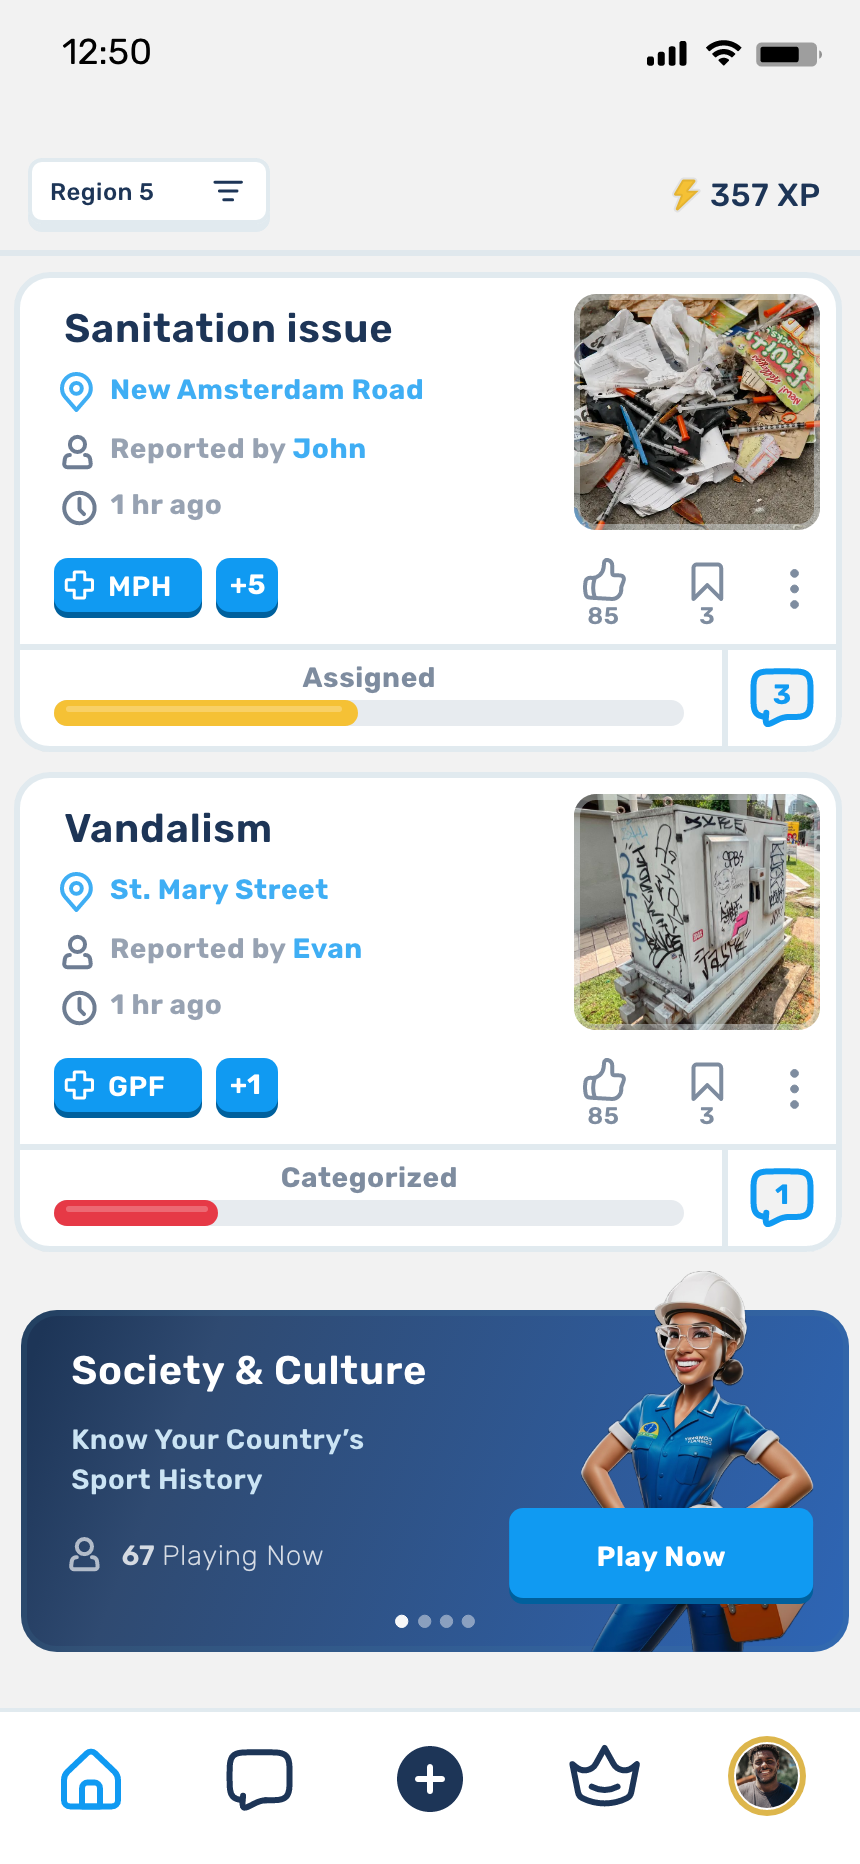 12:50
Region 5
357 XP
Sanitation issue
New Amsterdam Road
Reported by John
1 hr ago
MPH
+5
85
3
Assigned
3
Vandalism
St. Mary Street
Reported by Evan
1 hr ago
GPF
+1
85
3
Categorized
1
Society & Culture
Know Your Country’s
Sport History
67 Playing Now
Play Now